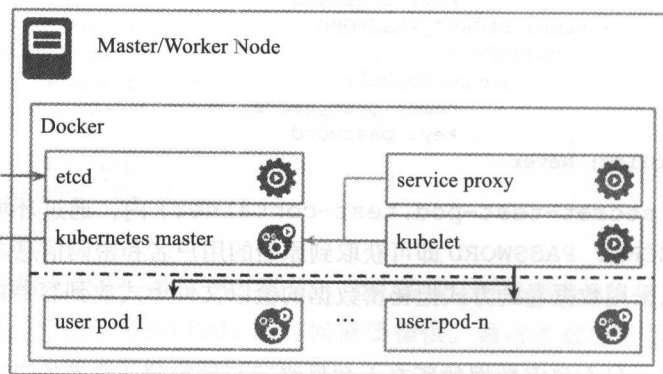 Master/Worker Node
Docker
etcd
service proxy
kubernetes master
kubelet
user pod 1
...
user-pod-n